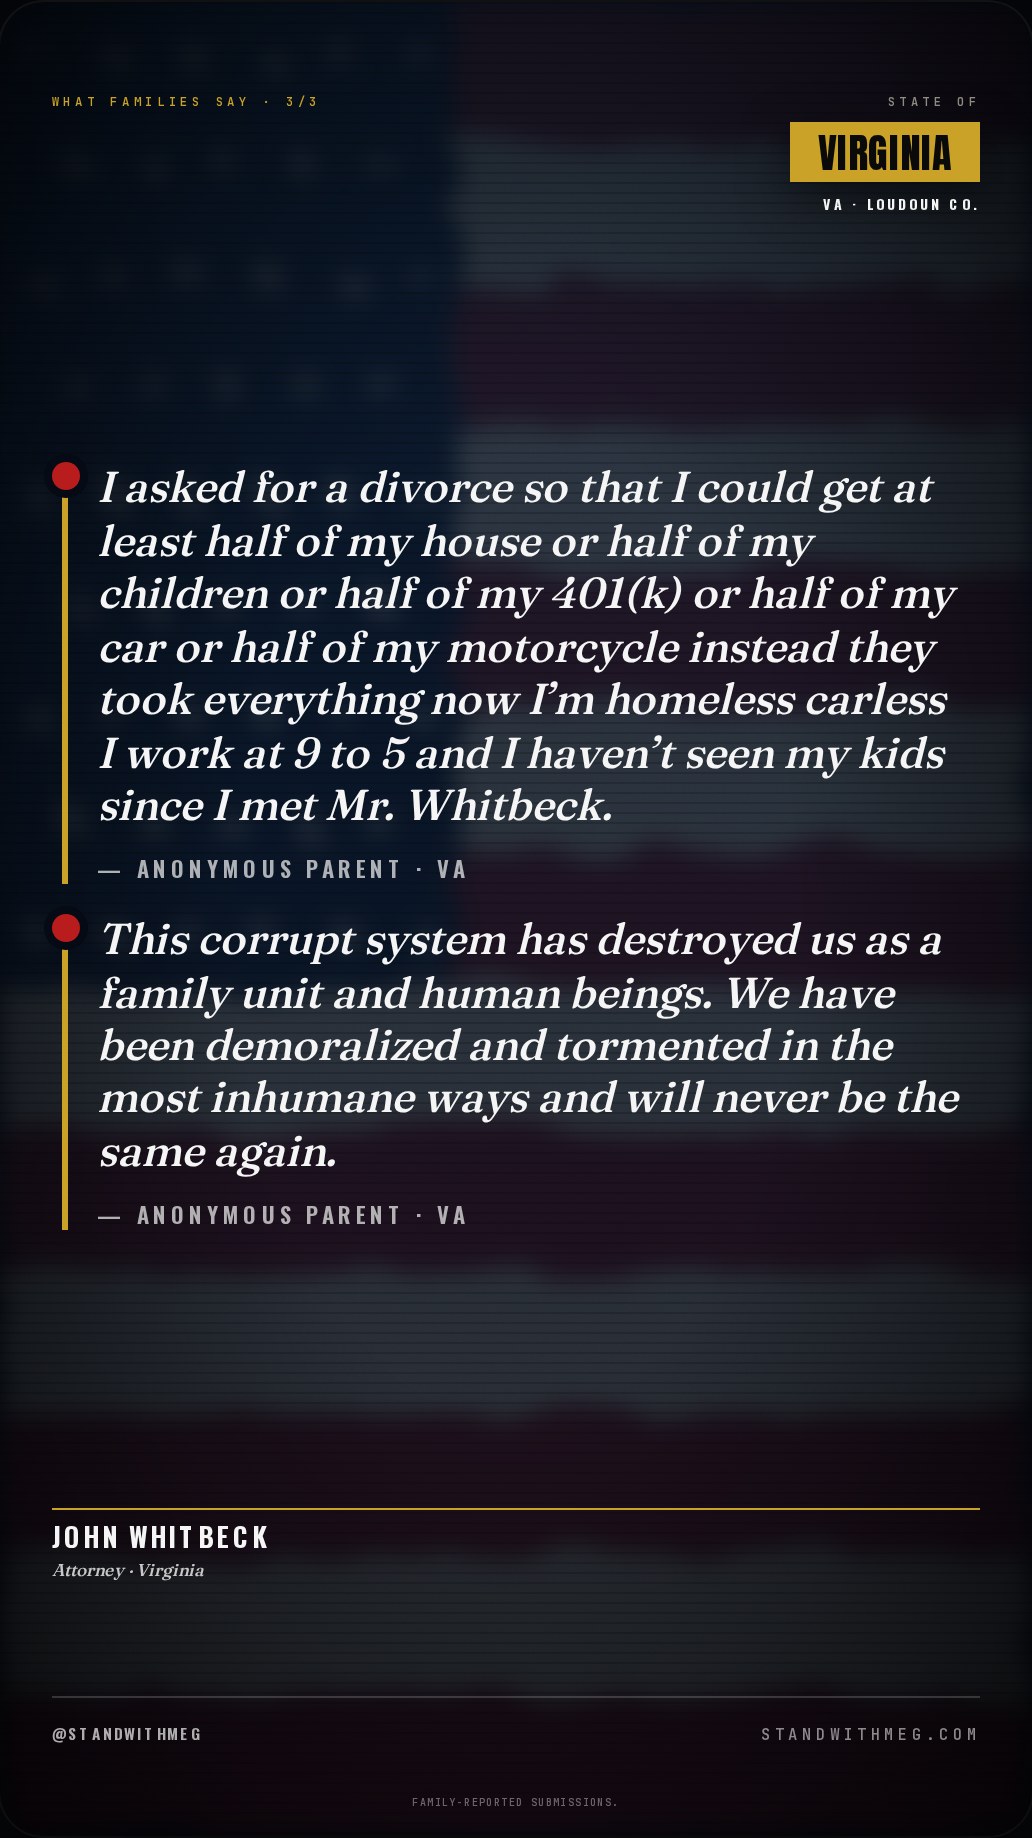 WHAT FAMILIES SAY · 3/3
STATE OF
VIRGINIA
VA · LOUDOUN CO.
I asked for a divorce so that I could get at
least half of my house or half of my
children or half of my 401(k) or half of my
car or half of my motorcycle instead they
took everything now I’m homeless carless
I work at 9 to 5 and I haven’t seen my kids
since I met Mr. Whitbeck.
— ANONYMOUS PARENT · VA
This corrupt system has destroyed us as a
family unit and human beings. We have
been demoralized and tormented in the
most inhumane ways and will never be the
same again.
— ANONYMOUS PARENT · VA
JOHN WHITBECK
Attorney · Virginia
@STANDWITHMEG
STANDWITHMEG.COM
FAMILY-REPORTED SUBMISSIONS.